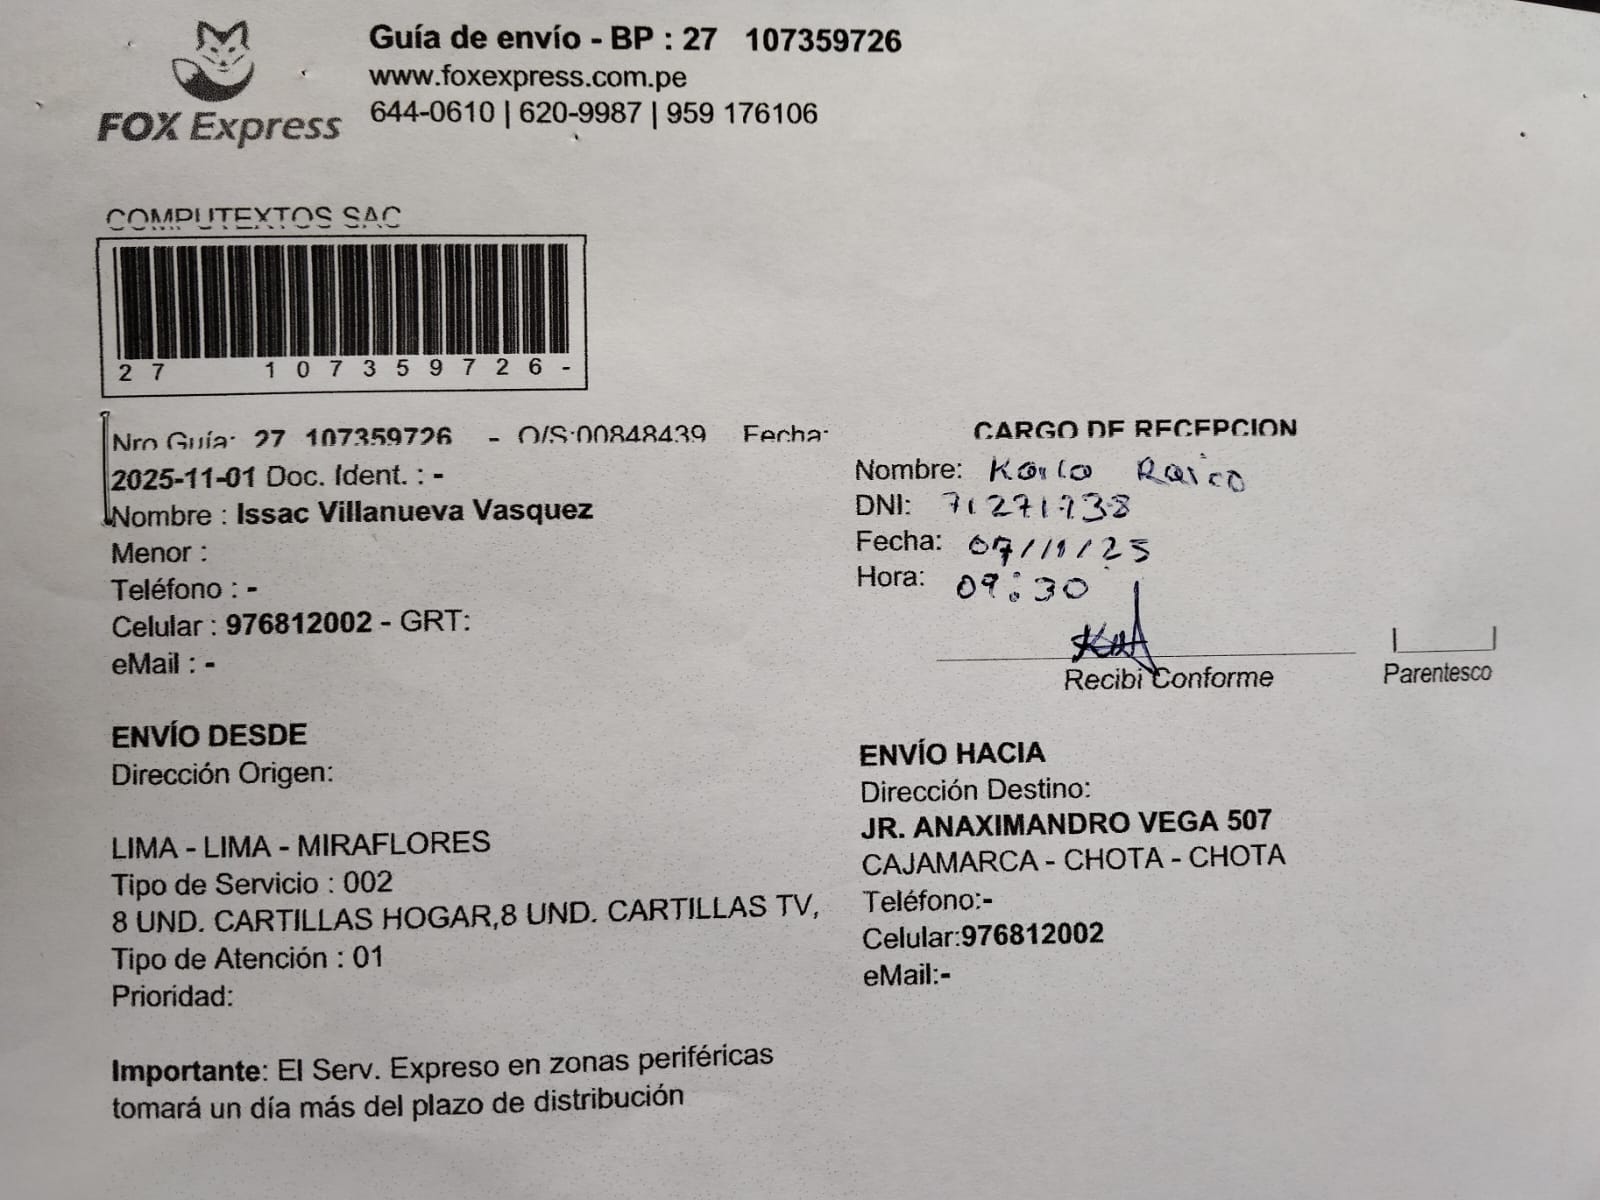 Guía de envío - BP : 27 107359726
www.foxexpress.com.pe
644-0610 | 620-9987 | 959 176106
FOX Express
COMPUTEXTOS SAC
27 107359726-
Nro Guía: 27 107359726 - O/S:00848439 Fecha:
2025-11-01 Doc. Ident. : -
Nombre : Issac Villanueva Vasquez
Menor :
Teléfono : -
Celular : 976812002 - GRT:
eMail : -
CARGO DE RECEPCION
Nombre: Karlo Raico
DNI: 71271738
Fecha: 07/11/25
Hora: 09:30
Recibi Conforme
Parentesco
ENVÍO DESDE
Dirección Origen:
LIMA - LIMA - MIRAFLORES
Tipo de Servicio : 002
8 UND. CARTILLAS HOGAR,8 UND. CARTILLAS TV,
Tipo de Atención : 01
Prioridad:
ENVÍO HACIA
Dirección Destino:
JR. ANAXIMANDRO VEGA 507
CAJAMARCA - CHOTA - CHOTA
Teléfono:-
Celular:976812002
eMail:-
Importante: El Serv. Expreso en zonas periféricas
tomará un día más del plazo de distribución